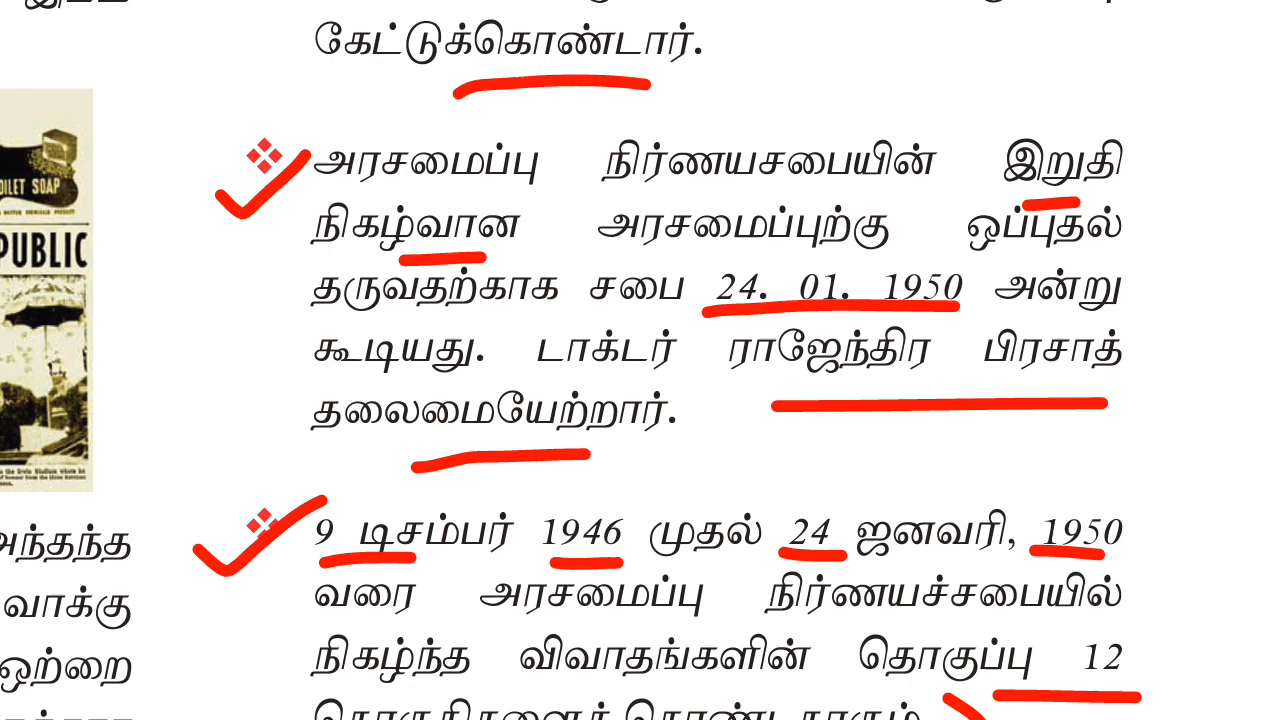 கேட்டுக்கொண்டார்.
OILET SOAP
PUBLIC
அரசமைப்பு நிர்ணயசபையின் இறுதி
நிகழ்வான அரசமைப்புற்கு ஒப்புதல்
தருவதற்காக சபை 24. 01. 1950 அன்று
கூடியது. டாக்டர் ராஜேந்திர பிரசாத்
தலைமையேற்றார்.
9 டிசம்பர் 1946 முதல் 24 ஜனவரி, 1950
வரை அரசமைப்பு நிர்ணயச்சபையில்
நிகழ்ந்த விவாதங்களின் தொகுப்பு 12
அந்தந்த
வாக்கு
ஒற்றை